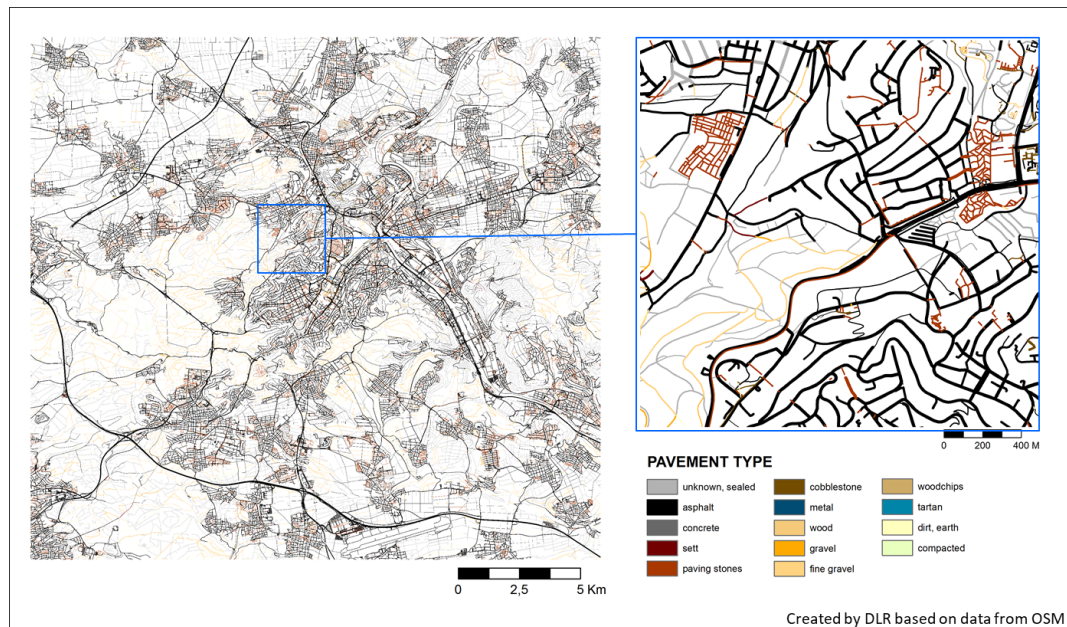 0 200 400 M
PAVEMENT TYPE
unknown, sealed
asphalt
concrete
sett
paving stones
cobblestone
metal
wood
gravel
fine gravel
woodchips
tartan
dirt, earth
compacted
0 2,5 5 Km
Created by DLR based on data from OSM